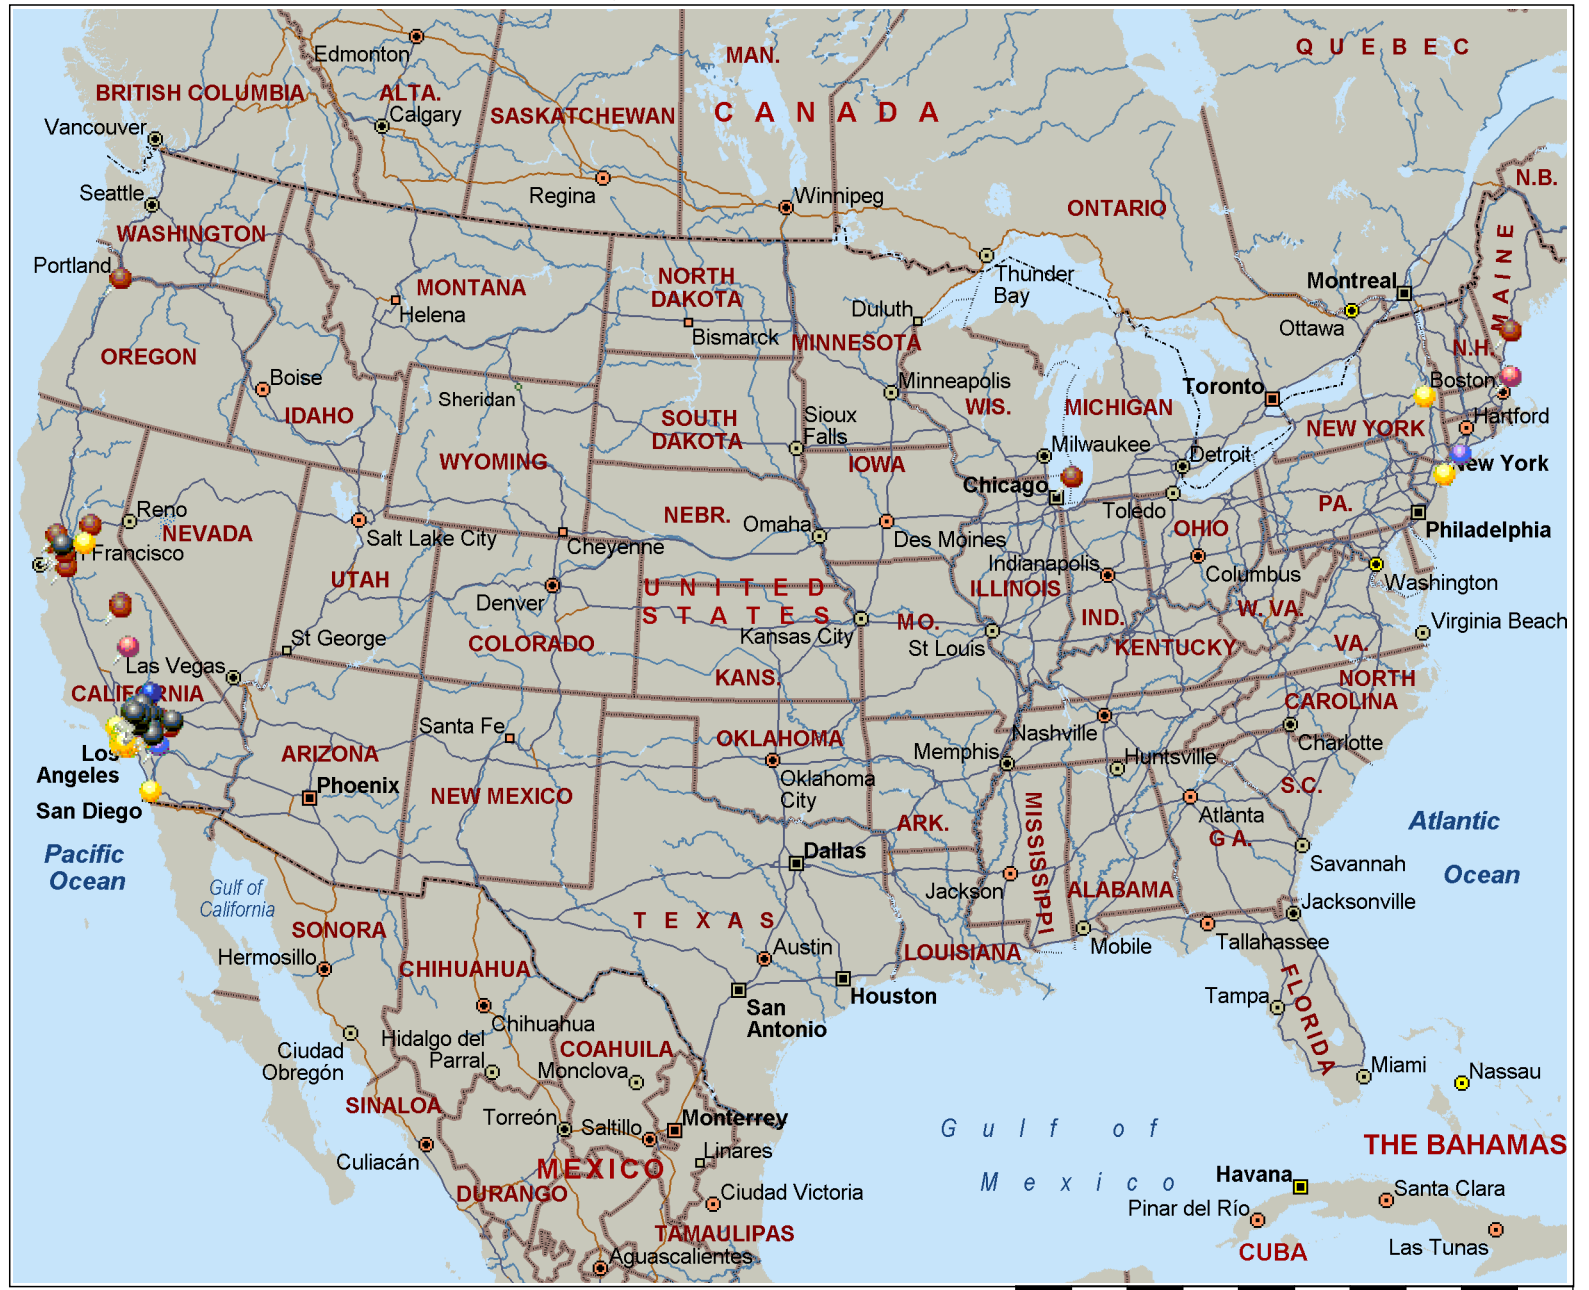 Edmonton
MAN.
Q U E B E C
BRITISH COLUMBIA
ALTA.
Calgary
SASKATCHEWAN
C A N A D A
Vancouver
Seattle
Regina
Winnipeg
ONTARIO
N.B.
WASHINGTON
Portland
MONTANA
Helena
NORTH
DAKOTA
Bismarck
Thunder
Bay
Duluth
MINNESOTA
Montreal
Ottawa
MAINE
N.H.
OREGON
Boise
IDAHO
Sheridan
SOUTH
DAKOTA
Sioux
Falls
Minneapolis
WIS.
MICHIGAN
Toronto
Boston
Hartford
NEW YORK
WYOMING
IOWA
Milwaukee
Detroit
New York
Chicago
Toledo
PA.
Reno
NEVADA
Salt Lake City
Cheyenne
NEBR.
Omaha
Des Moines
OHIO
Philadelphia
Francisco
UTAH
Denver
UNITED
STATES
Indianapolis
ILLINOIS
Columbus
Washington
St George
COLORADO
Kansas City
MO.
St Louis
IND.
W. VA.
KENTUCKY
VA.
Virginia Beach
Las Vegas
CALIFORNIA
KANS.
NORTH
CAROLINA
Santa Fe
ARIZONA
OKLAHOMA
Nashville
Memphis
Huntsville
Charlotte
Los
Angeles
Phoenix
NEW MEXICO
Oklahoma
City
S.C.
San Diego
ARK.
MISSISSIPPI
Atlanta
G A.
Atlantic
Ocean
Pacific
Ocean
Dallas
Gulf of
California
Jackson
ALABAMA
Savannah
SONORA
T E X A S
Jacksonville
Hermosillo
CHIHUAHUA
Austin
LOUISIANA
Mobile
Tallahassee
San
Antonio
Houston
Tampa
FLORIDA
Chihuahua
Ciudad
Obregón
Hidalgo del
Parral
COAHUILA
Monclova
Miami
Nassau
SINALOA
Torreón
Saltillo
Monterrey
Linares
Gulf of
Mexico
THE BAHAMAS
Culiacán
MEXICO
DURANGO
Ciudad Victoria
Havana
Pinar del Río
Santa Clara
TAMAULIPAS
Aguascalientes
CUBA
Las Tunas